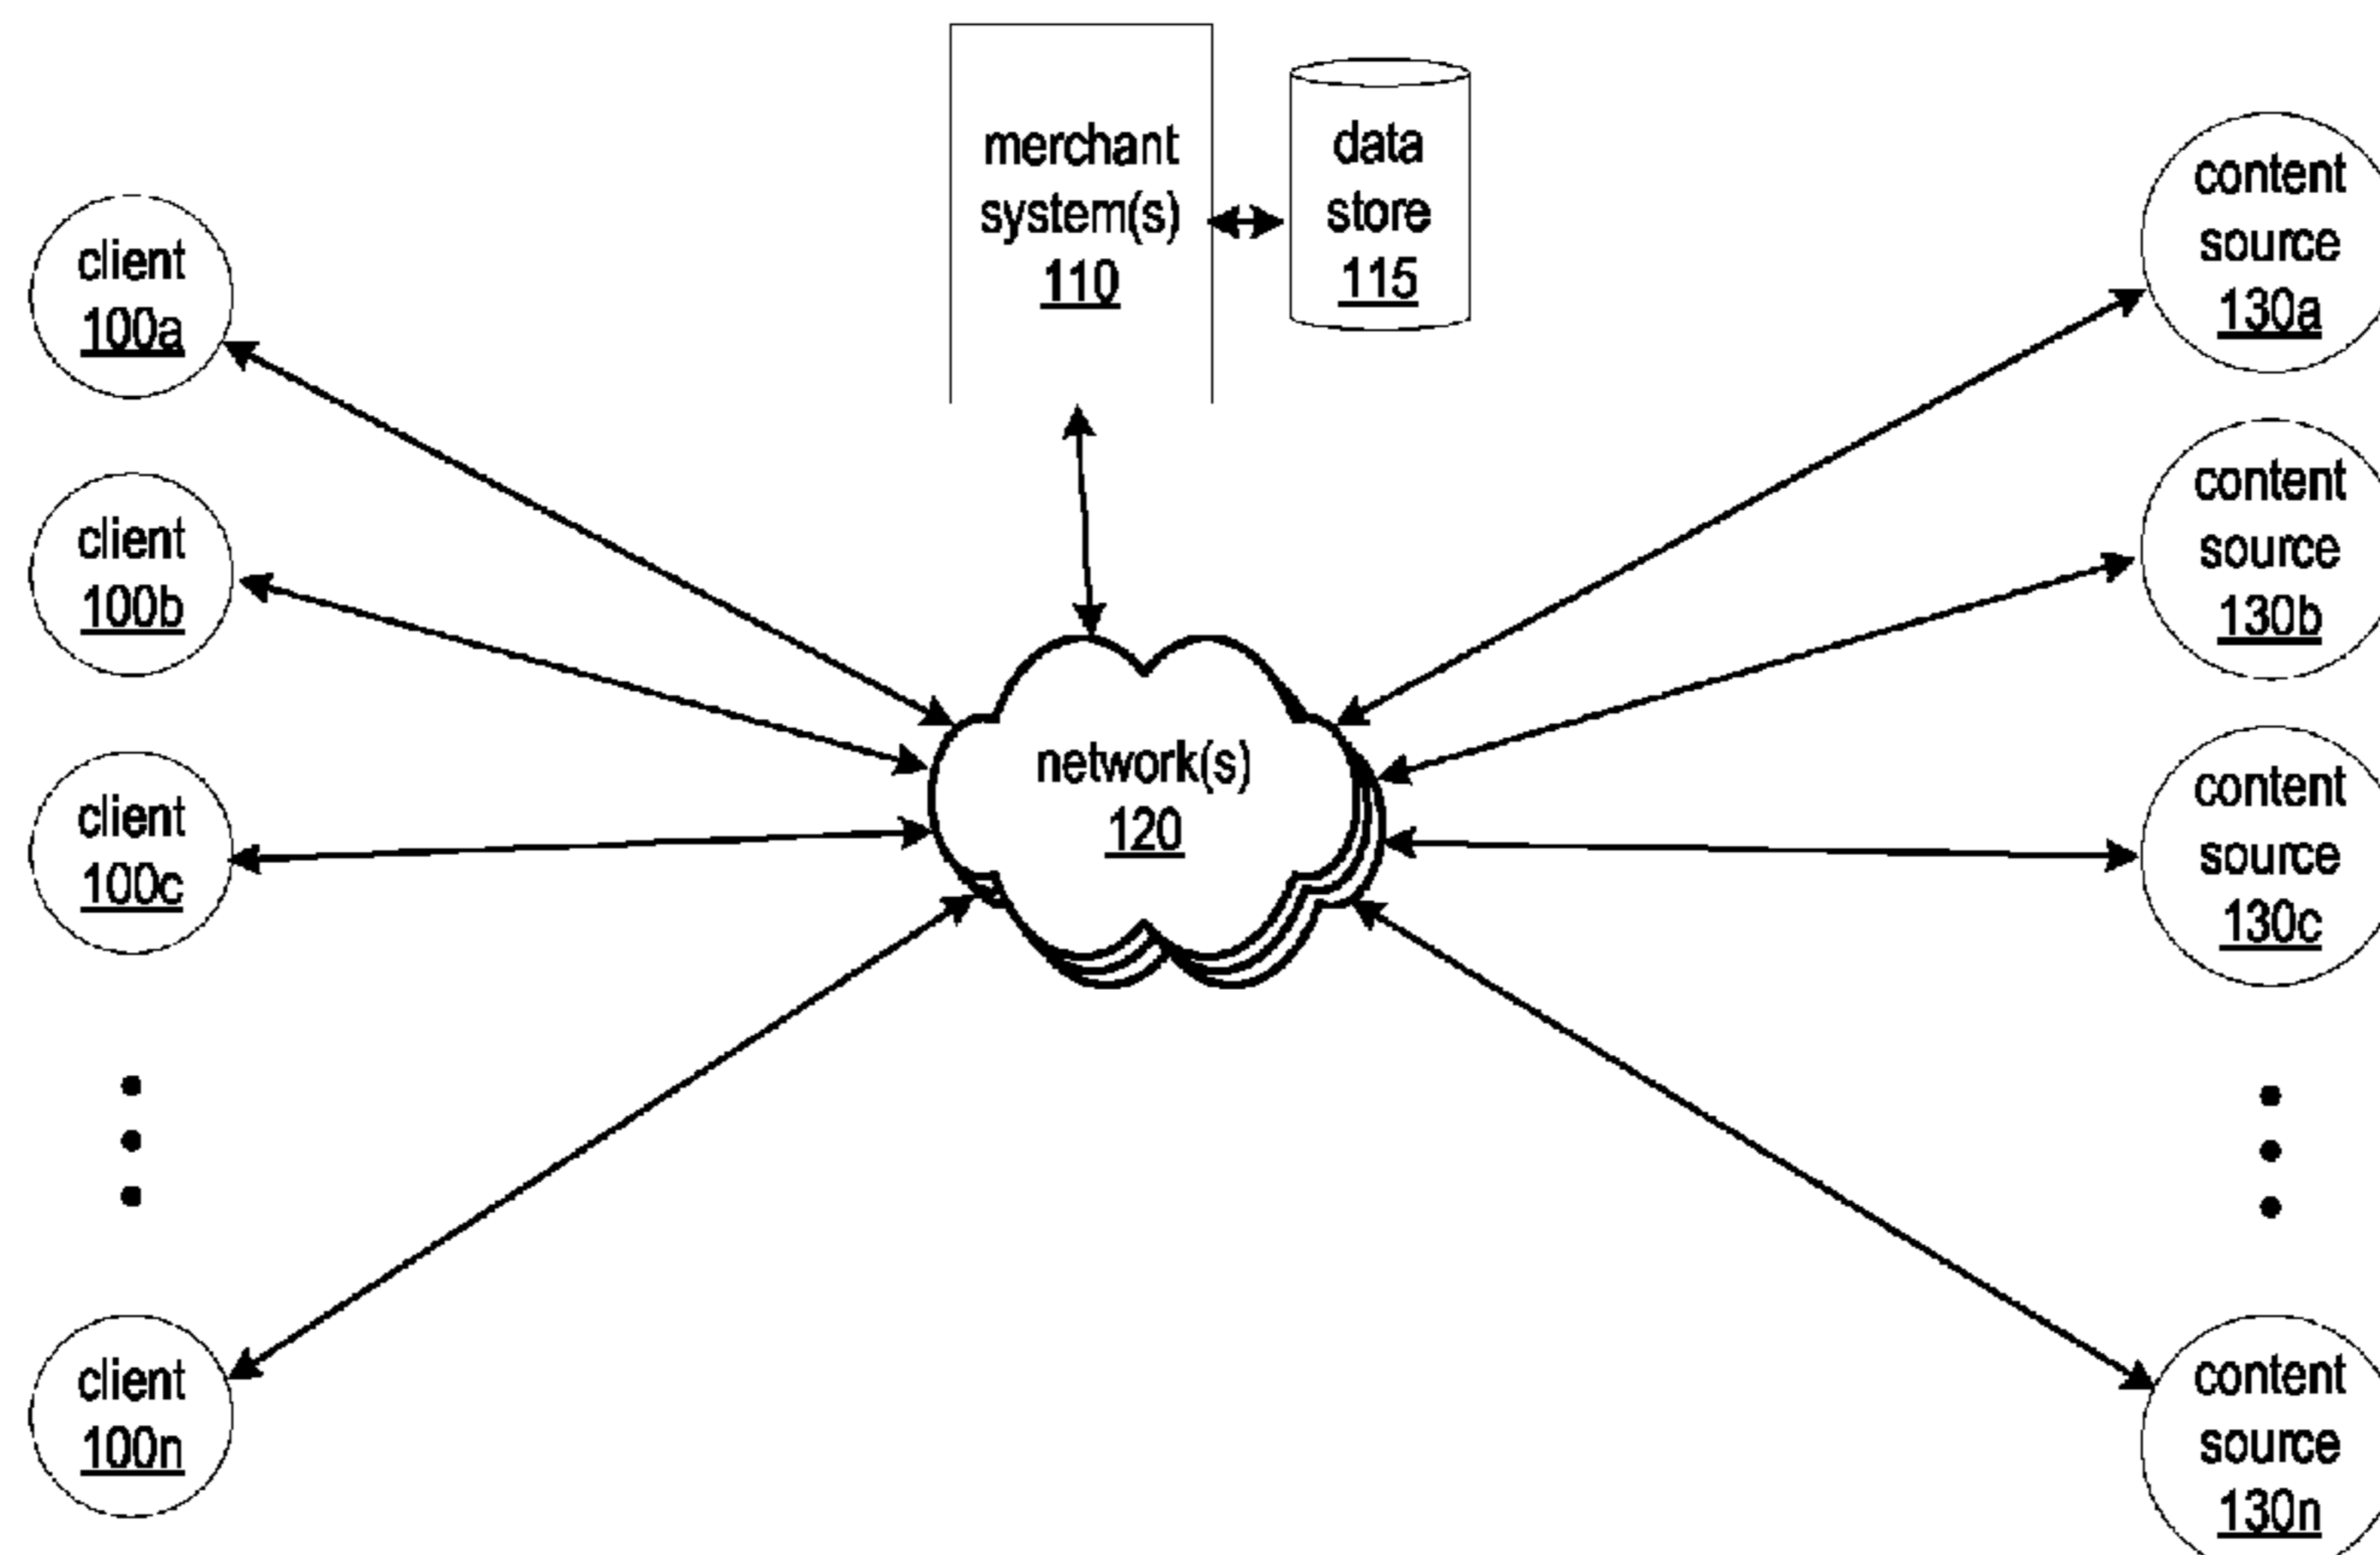 merchant
system(s)
110
data
store
115
client
100a
client
100b
client
100c
client
100n
network(s)
120
content
source
130a
content
source
130b
content
source
130c
content
source
130n